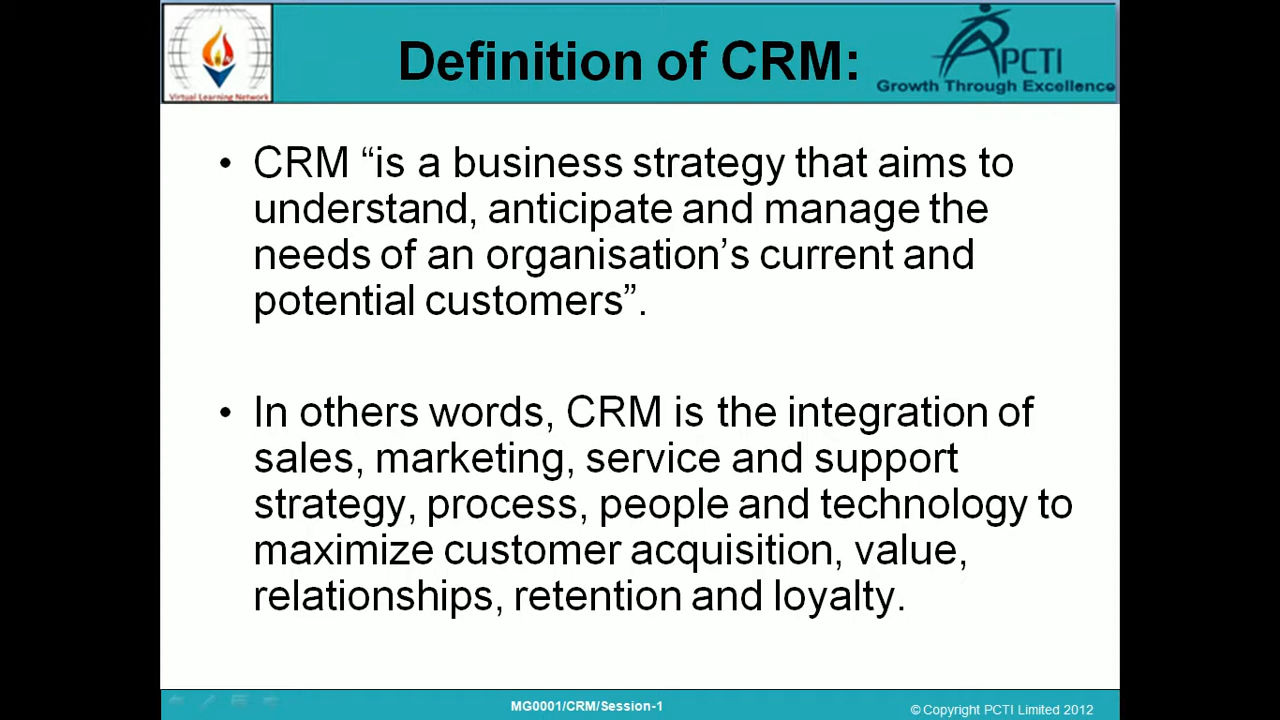 Definition of CRM:
Virtual Learning Network
PCTI
Growth Through Excellence
• CRM “is a business strategy that aims to
understand, anticipate and manage the
needs of an organisation’s current and
potential customers”.
• In others words, CRM is the integration of
sales, marketing, service and support
strategy, process, people and technology to
maximize customer acquisition, value,
relationships, retention and loyalty.
MG0001/CRM/Session-1
© Copyright PCTI Limited 2012